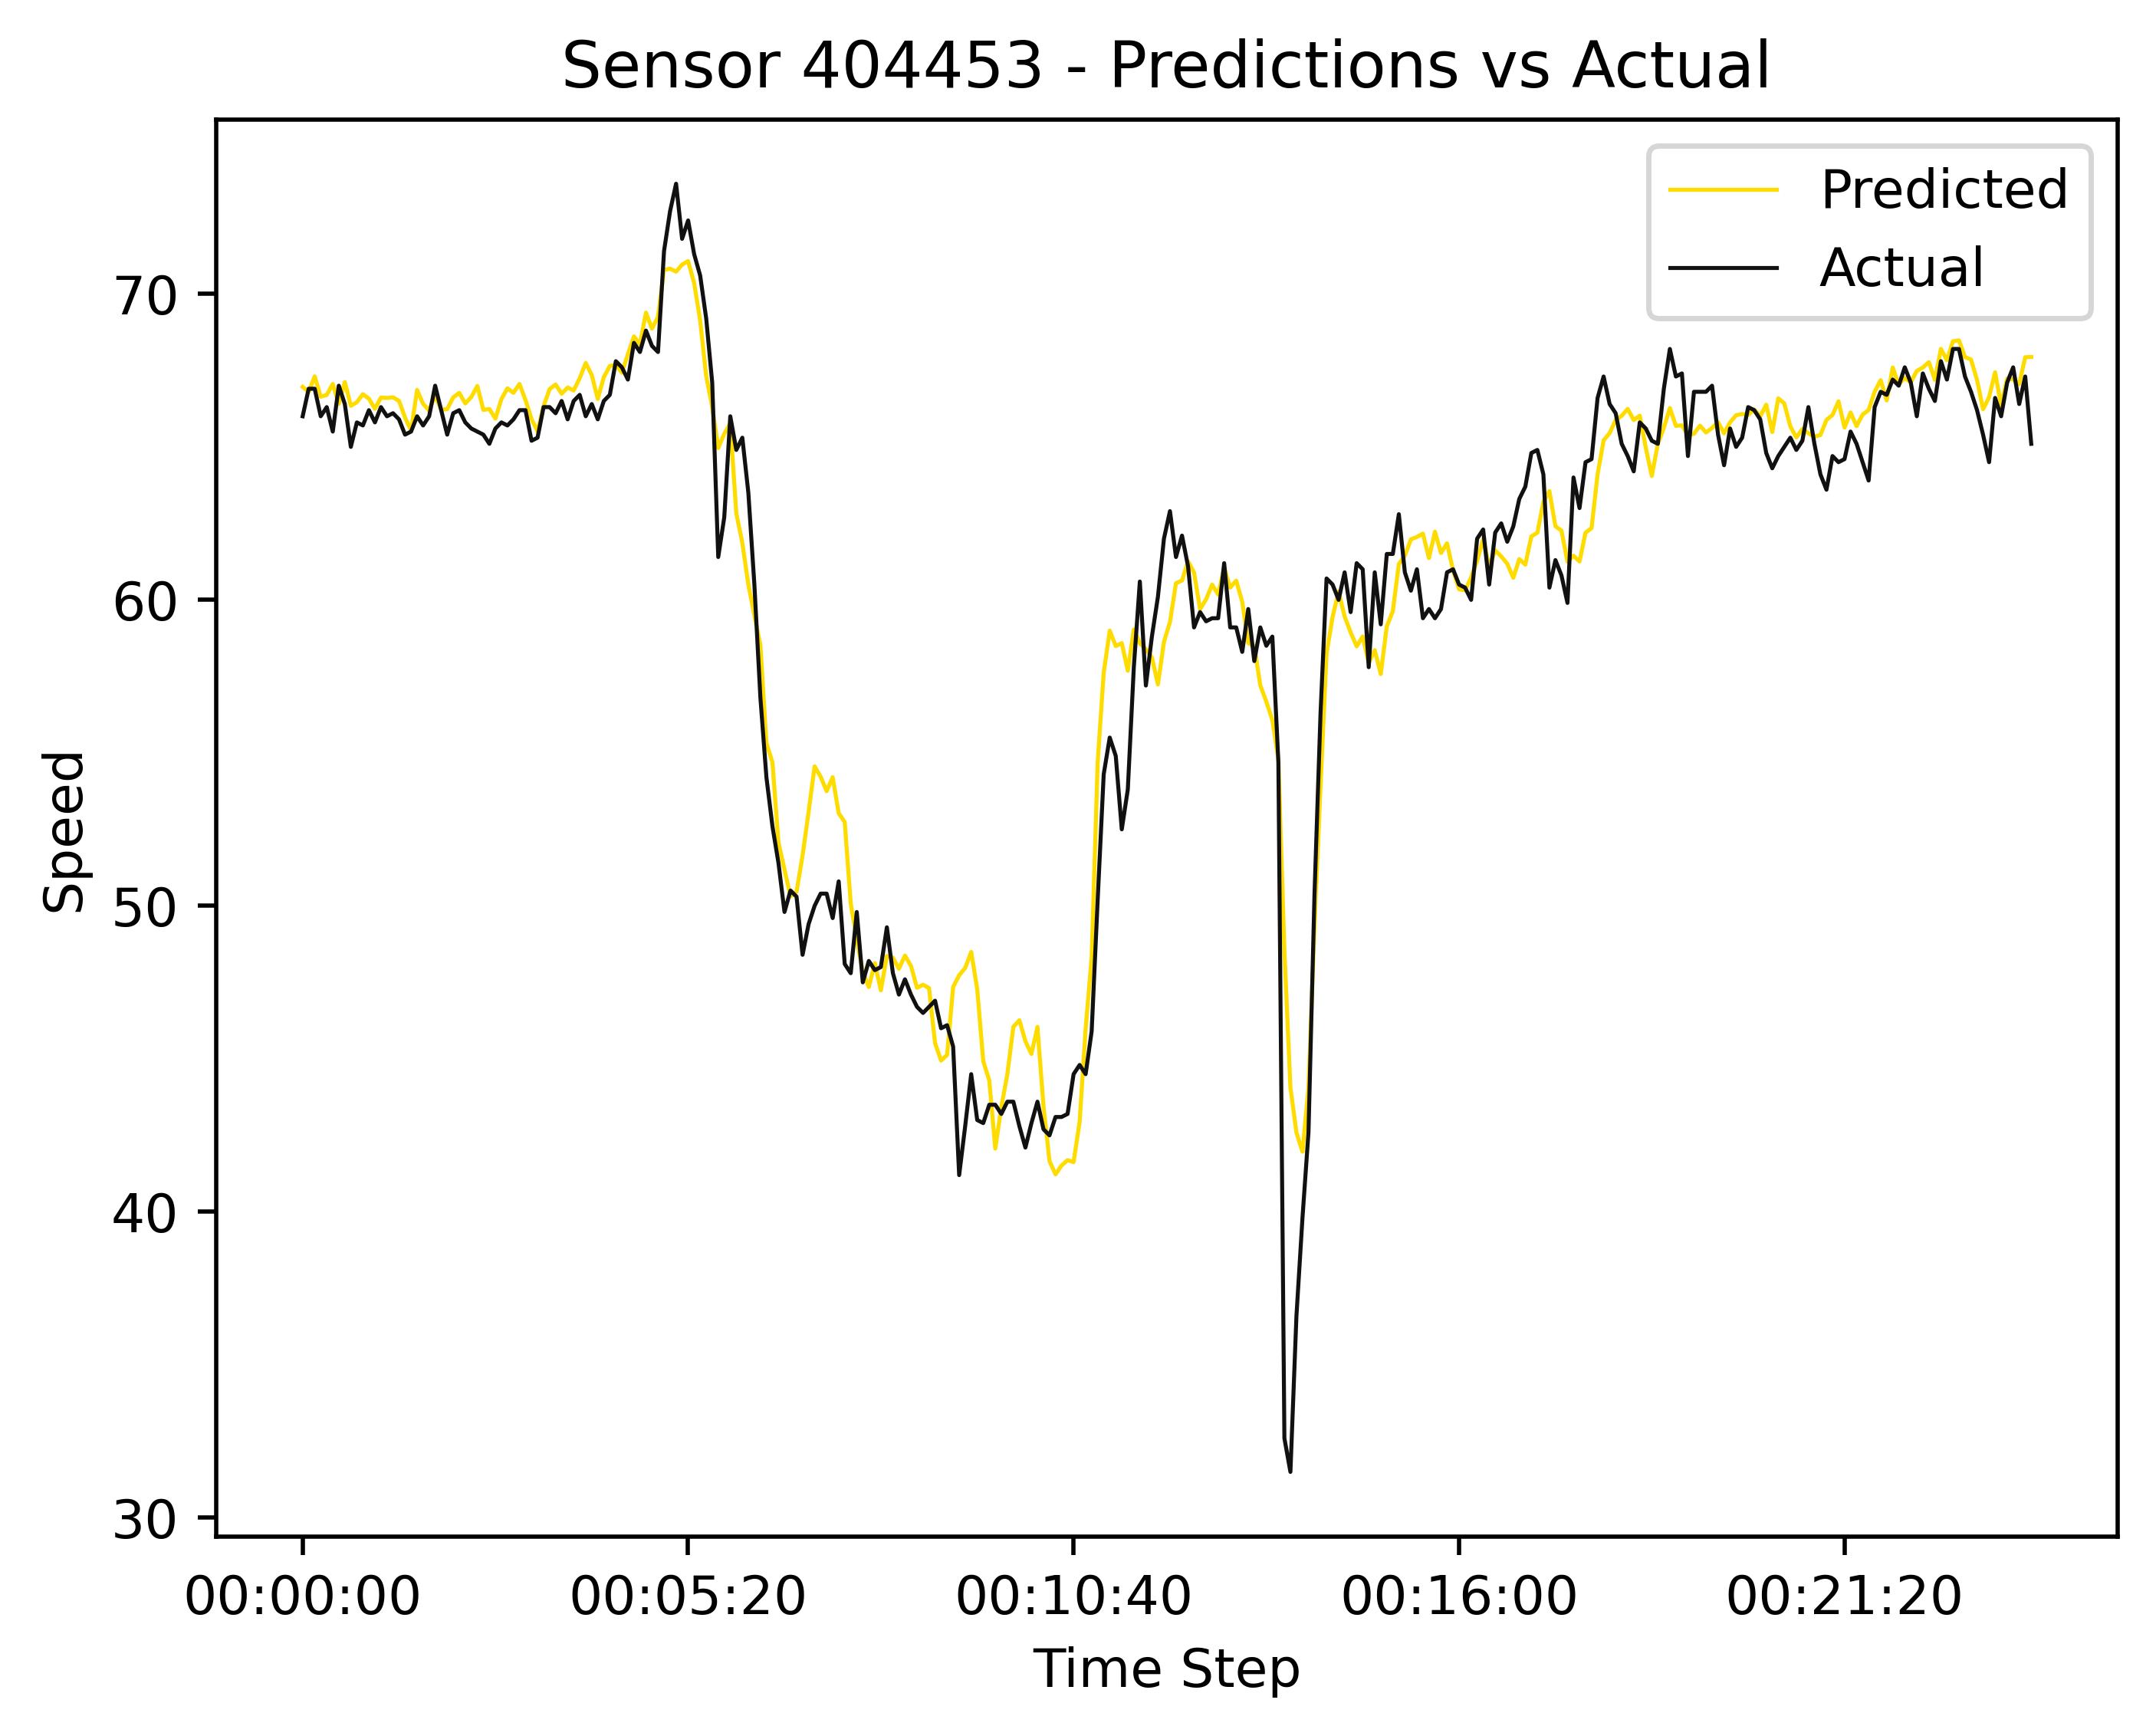 Sensor 404453 - Predictions vs Actual
Predicted
Actual
70
60
50
40
30
Speed
00:00:00 00:05:20 00:10:40 00:16:00 00:21:20
Time Step